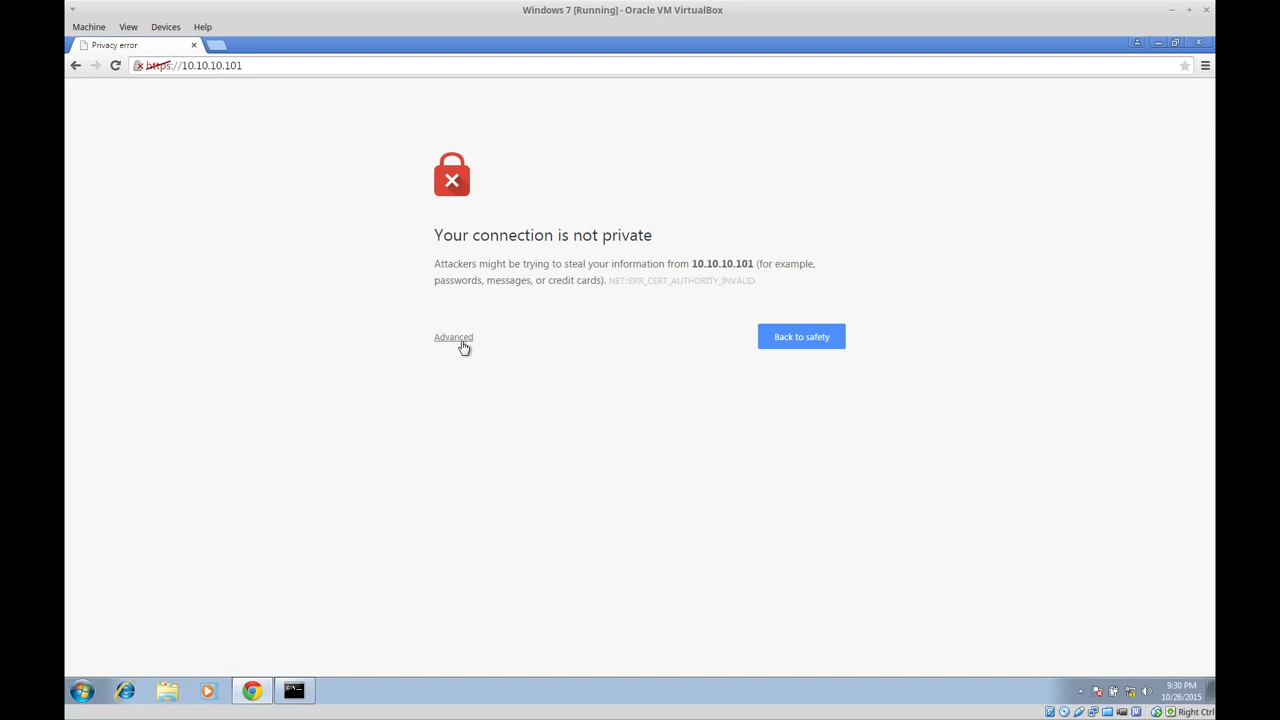 Windows 7 [Running] - Oracle VM VirtualBox
Machine View Devices Help
Privacy error
https://10.10.10.101
Your connection is not private
Attackers might be trying to steal your information from 10.10.10.101 (for example,
passwords, messages, or credit cards). NET::ERR_CERT_AUTHORITY_INVALID
Advanced
Back to safety
9:30 PM
10/26/2015
Right Ctrl